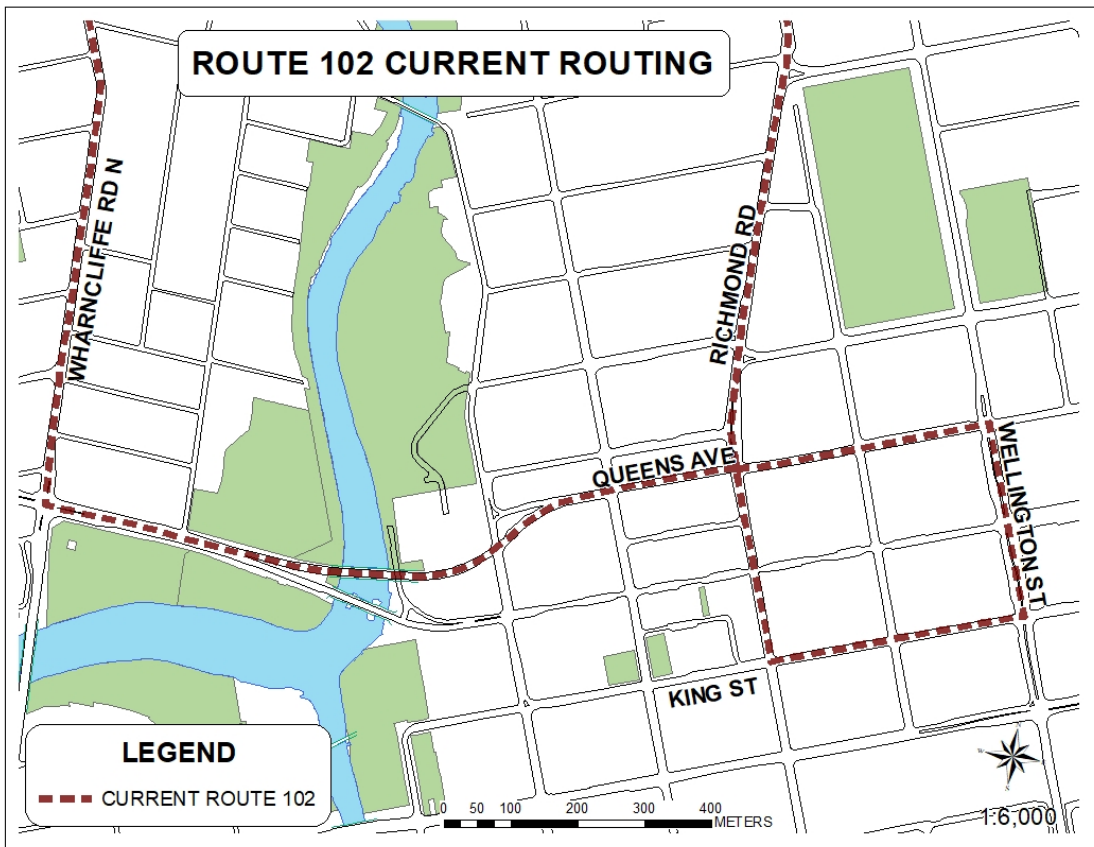 ROUTE 102 CURRENT ROUTING
WHARNCLIFFE RD N
RICHMOND RD
QUEENS AVE
WELLINGTON ST
KING ST
LEGEND
CURRENT ROUTE 102
0 50 100 200 300 400
METERS
1:6,000